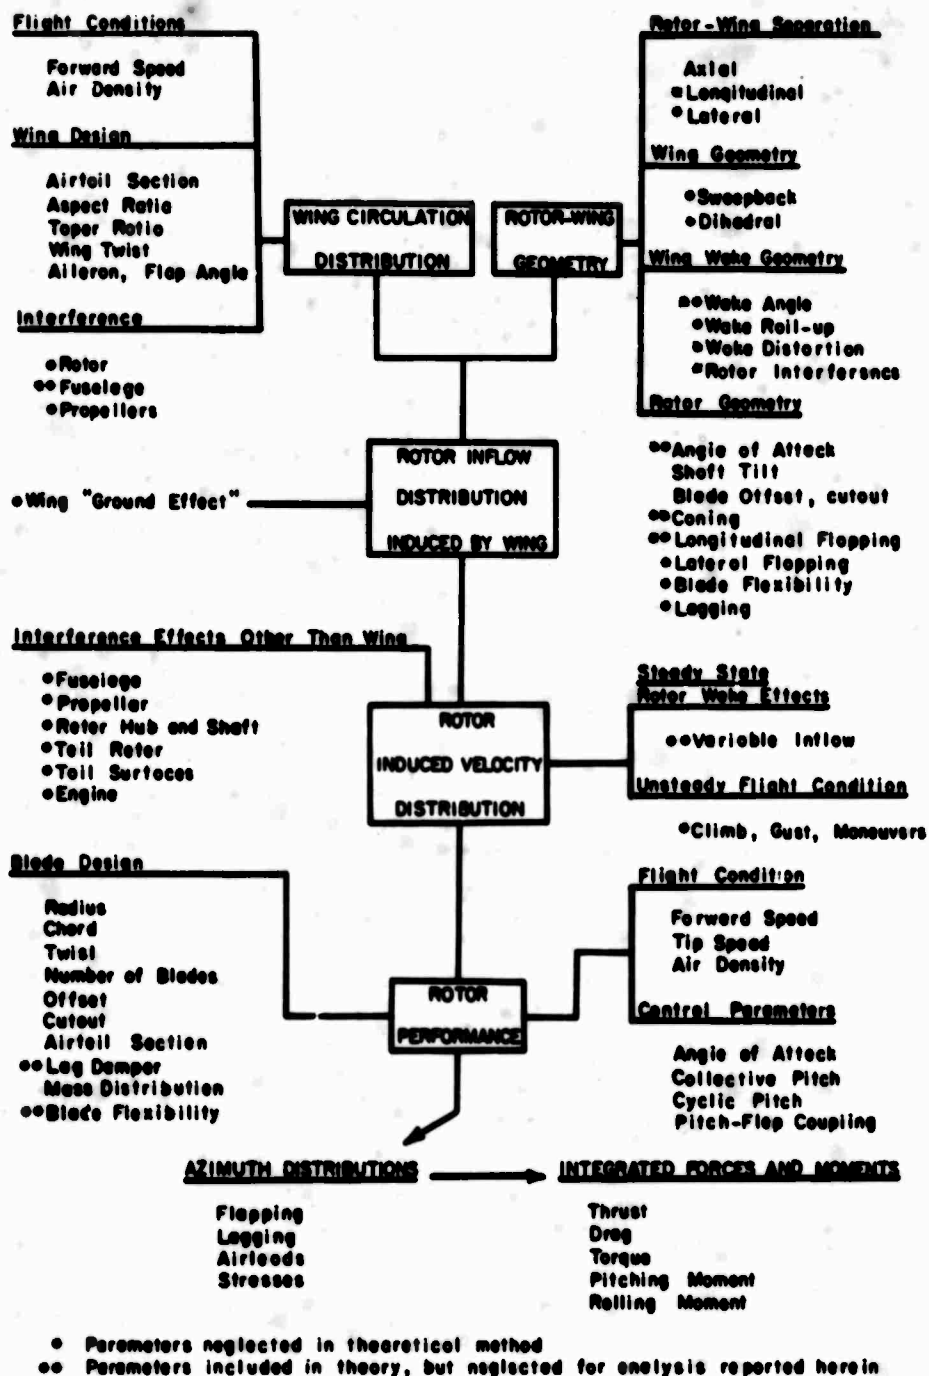 Flight Conditions
Forward Speed
Air Density
Wing Design
Airfoil Section
Aspect Ratio
Taper Ratio
Wing Twist
Aileron, Flap Angle
Interference
*Rotor
**Fuselage
*Propellers
WING CIRCULATION
DISTRIBUTION
ROTOR-WING
GEOMETRY
Rotor-Wing Separation
Axial
*Longitudinal
*Lateral
Wing Geometry
*Sweepback
*Dihedral
Wing Wake Geometry
**Wake Angle
*Wake Roll-up
*Wake Distortion
*Rotor Interference
Rotor Geometry
**Angle of Attack
Shaft Tilt
Blade Offset, cutout
**Coning
**Longitudinal Flapping
*Lateral Flapping
*Blade Flexibility
*Lagging
ROTOR INFLOW
DISTRIBUTION
INDUCED BY WING
*Wing "Ground Effect"
Interference Effects Other Than Wing
*Fuselage
*Propeller
*Rotor Hub and Shaft
*Tail Rotor
*Tail Surfaces
*Engine
ROTOR
INDUCED VELOCITY
DISTRIBUTION
Steady State
Rotor Wake Effects
**Variable Inflow
Unsteady Flight Condition
*Climb, Gust, Maneuvers
Blade Design
Radius
Chord
Twist
Number of Blades
Offset
Cutout
Airfoil Section
**Lag Damper
Mass Distribution
**Blade Flexibility
ROTOR
PERFORMANCE
Flight Condition
Forward Speed
Tip Speed
Air Density
Control Parameters
Angle of Attack
Collective Pitch
Cyclic Pitch
Pitch-Flap Coupling
AZIMUTH DISTRIBUTIONS
Flapping
Lagging
Airloads
Stresses
INTEGRATED FORCES AND MOMENTS
Thrust
Drag
Torque
Pitching Moment
Rolling Moment
* Parameters neglected in theoretical method
** Parameters included in theory, but neglected for analysis reported herein